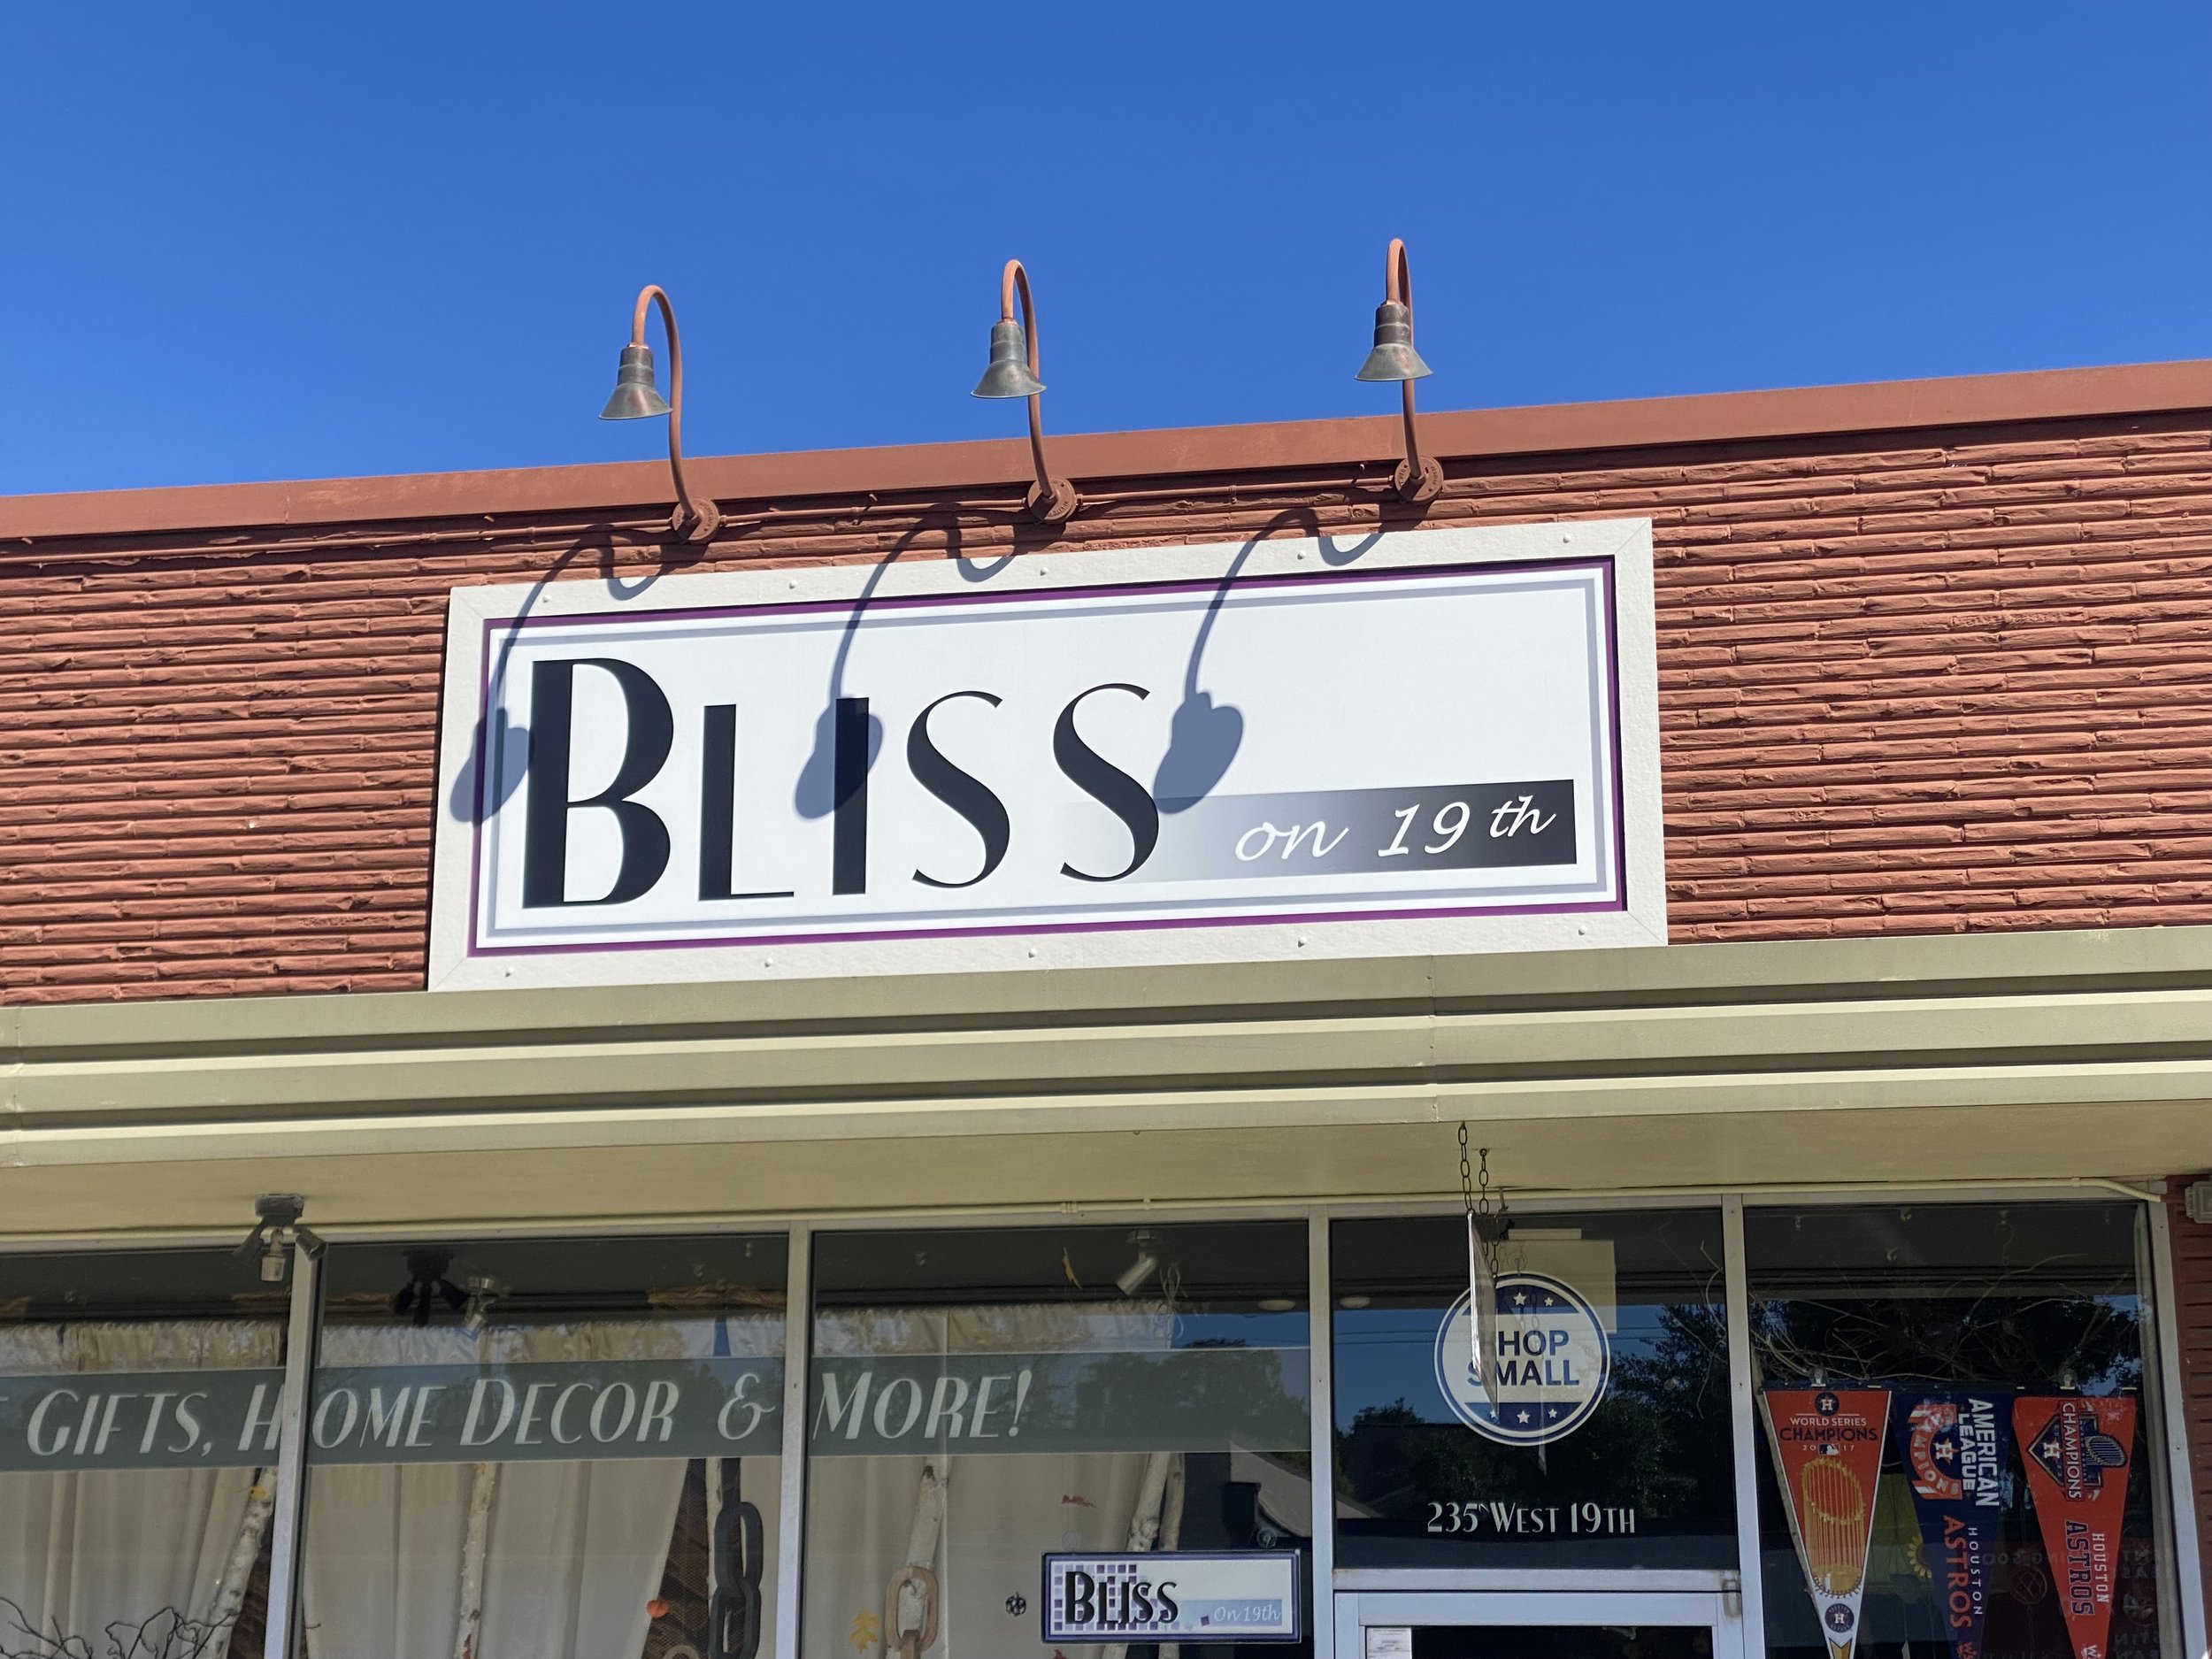 BLISS
on 19th
GIFTS, HOME DECOR & MORE!
SHOP
SMALL
235 WEST 19TH
BLISS
On 19th
WORLD SERIES
CHAMPIONS
2017
AMERICAN
LEAGUE
HOUSTON
ASTROS
CHAMPIONS
HOUSTON
ASTROS